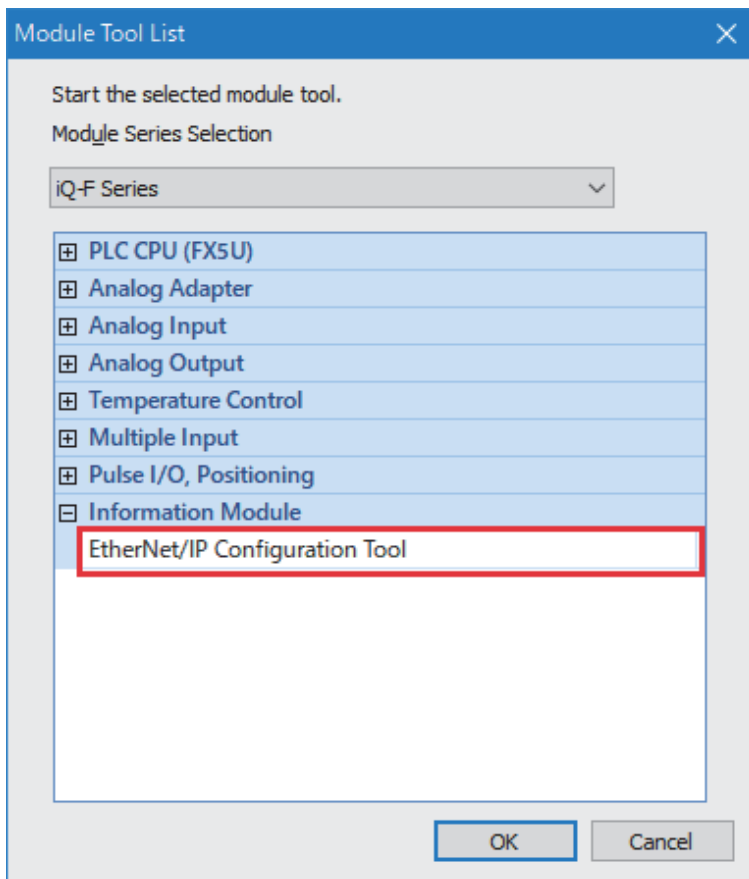 Module Tool List
Start the selected module tool.
Module Series Selection
iQ-F Series
PLC CPU (FX5U)
Analog Adapter
Analog Input
Analog Output
Temperature Control
Multiple Input
Pulse I/O, Positioning
Information Module
EtherNet/IP Configuration Tool
OK Cancel